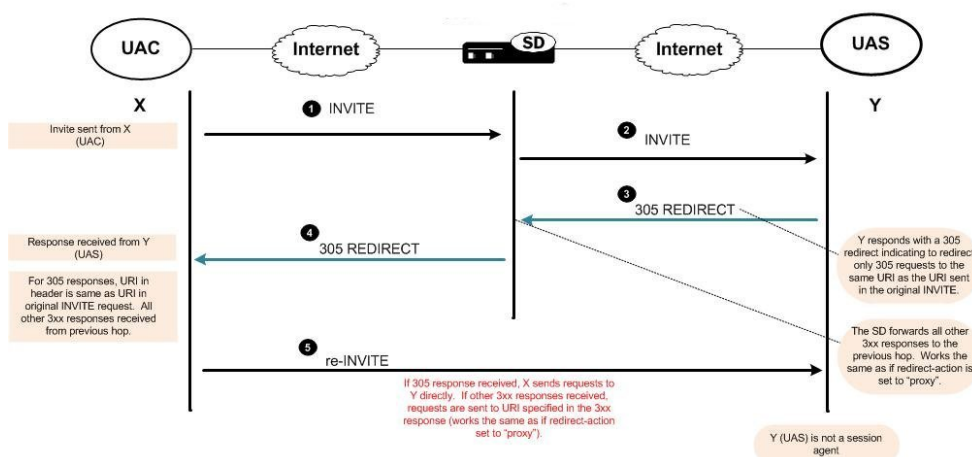 UAC
Internet
SD
Internet
UAS
X
Y
1 INVITE
Invite sent from X
(UAC)
2 INVITE
3
305 REDIRECT
4
305 REDIRECT
Response received from Y
(UAS)
Y responds with a 305
redirect indicating to redirect
only 305 requests to the
same URI as the URI sent
in the original INVITE.
For 305 responses, URI in
header is same as URI in
original INVITE request. All
other 3xx responses received
from previous hop.
The SD forwards all other
3xx responses to the
previous hop. Works the
same as if redirect-action is
set to “proxy”.
5
re-INVITE
If 305 response received, X sends requests to
Y directly. If other 3xx responses received,
requests are sent to URI specified in the 3xx
response (works the same as if redirect-action
set to “proxy”).
Y (UAS) is not a session
agent